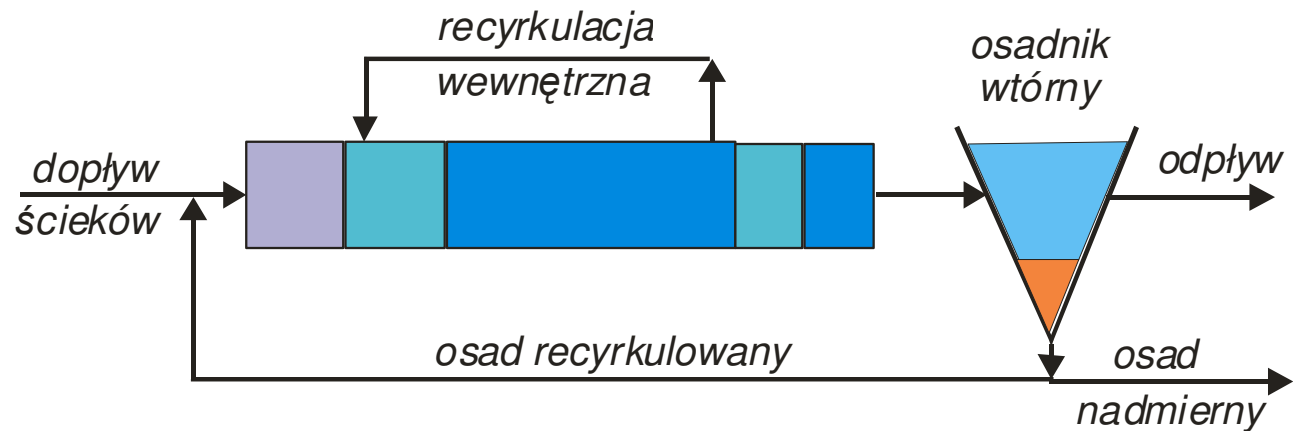 recyrkulacja
wewnętrzna
osadnik
wtórny
dopływ
ścieków
odpływ
osad recyrkulowany
osad
nadmierny